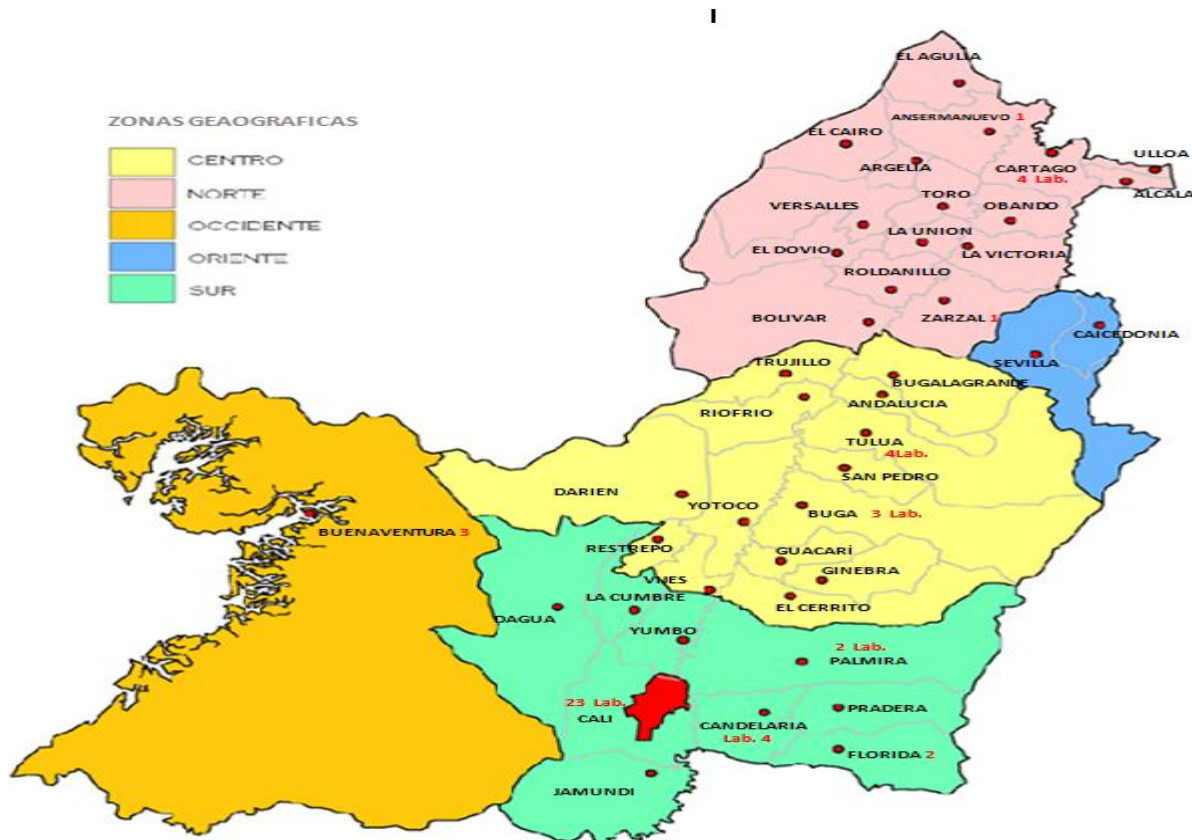 I
EL AGULIA
ZONAS GEAOGRAFICAS
CENTRO
NORTE
OCCIDENTE
ORIENTE
SUR
ANSERMANUEVO 1
EL CAIRO
ARGELIA
CARTAGO
4 Lab.
ULLOA
ALCALA
TORO
VERSALLES
OBANDO
LA UNION
EL DOVIO
LA VICTORIA
ROLDANILLO
BOLIVAR
ZARZAL 1
CAICEDONIA
SEVILLA
TRUJILLO
BUGALAGRANDE
ANDALUCIA
RIOFRIO
TULUA
4Lab.
SAN PEDRO
DARIEN
YOTOCO
BUGA
3 Lab.
BUENAVENTURA 3
RESTREPO
GUACARÍ
GINEBRA
VIJES
LA CUMBRE
EL CERRITO
DAGUA
YUMBO
2 Lab.
PALMIRA
23 Lab.
CALI
CANDELARIA
Lab. 4
PRADERA
FLORIDA 2
JAMUNDI